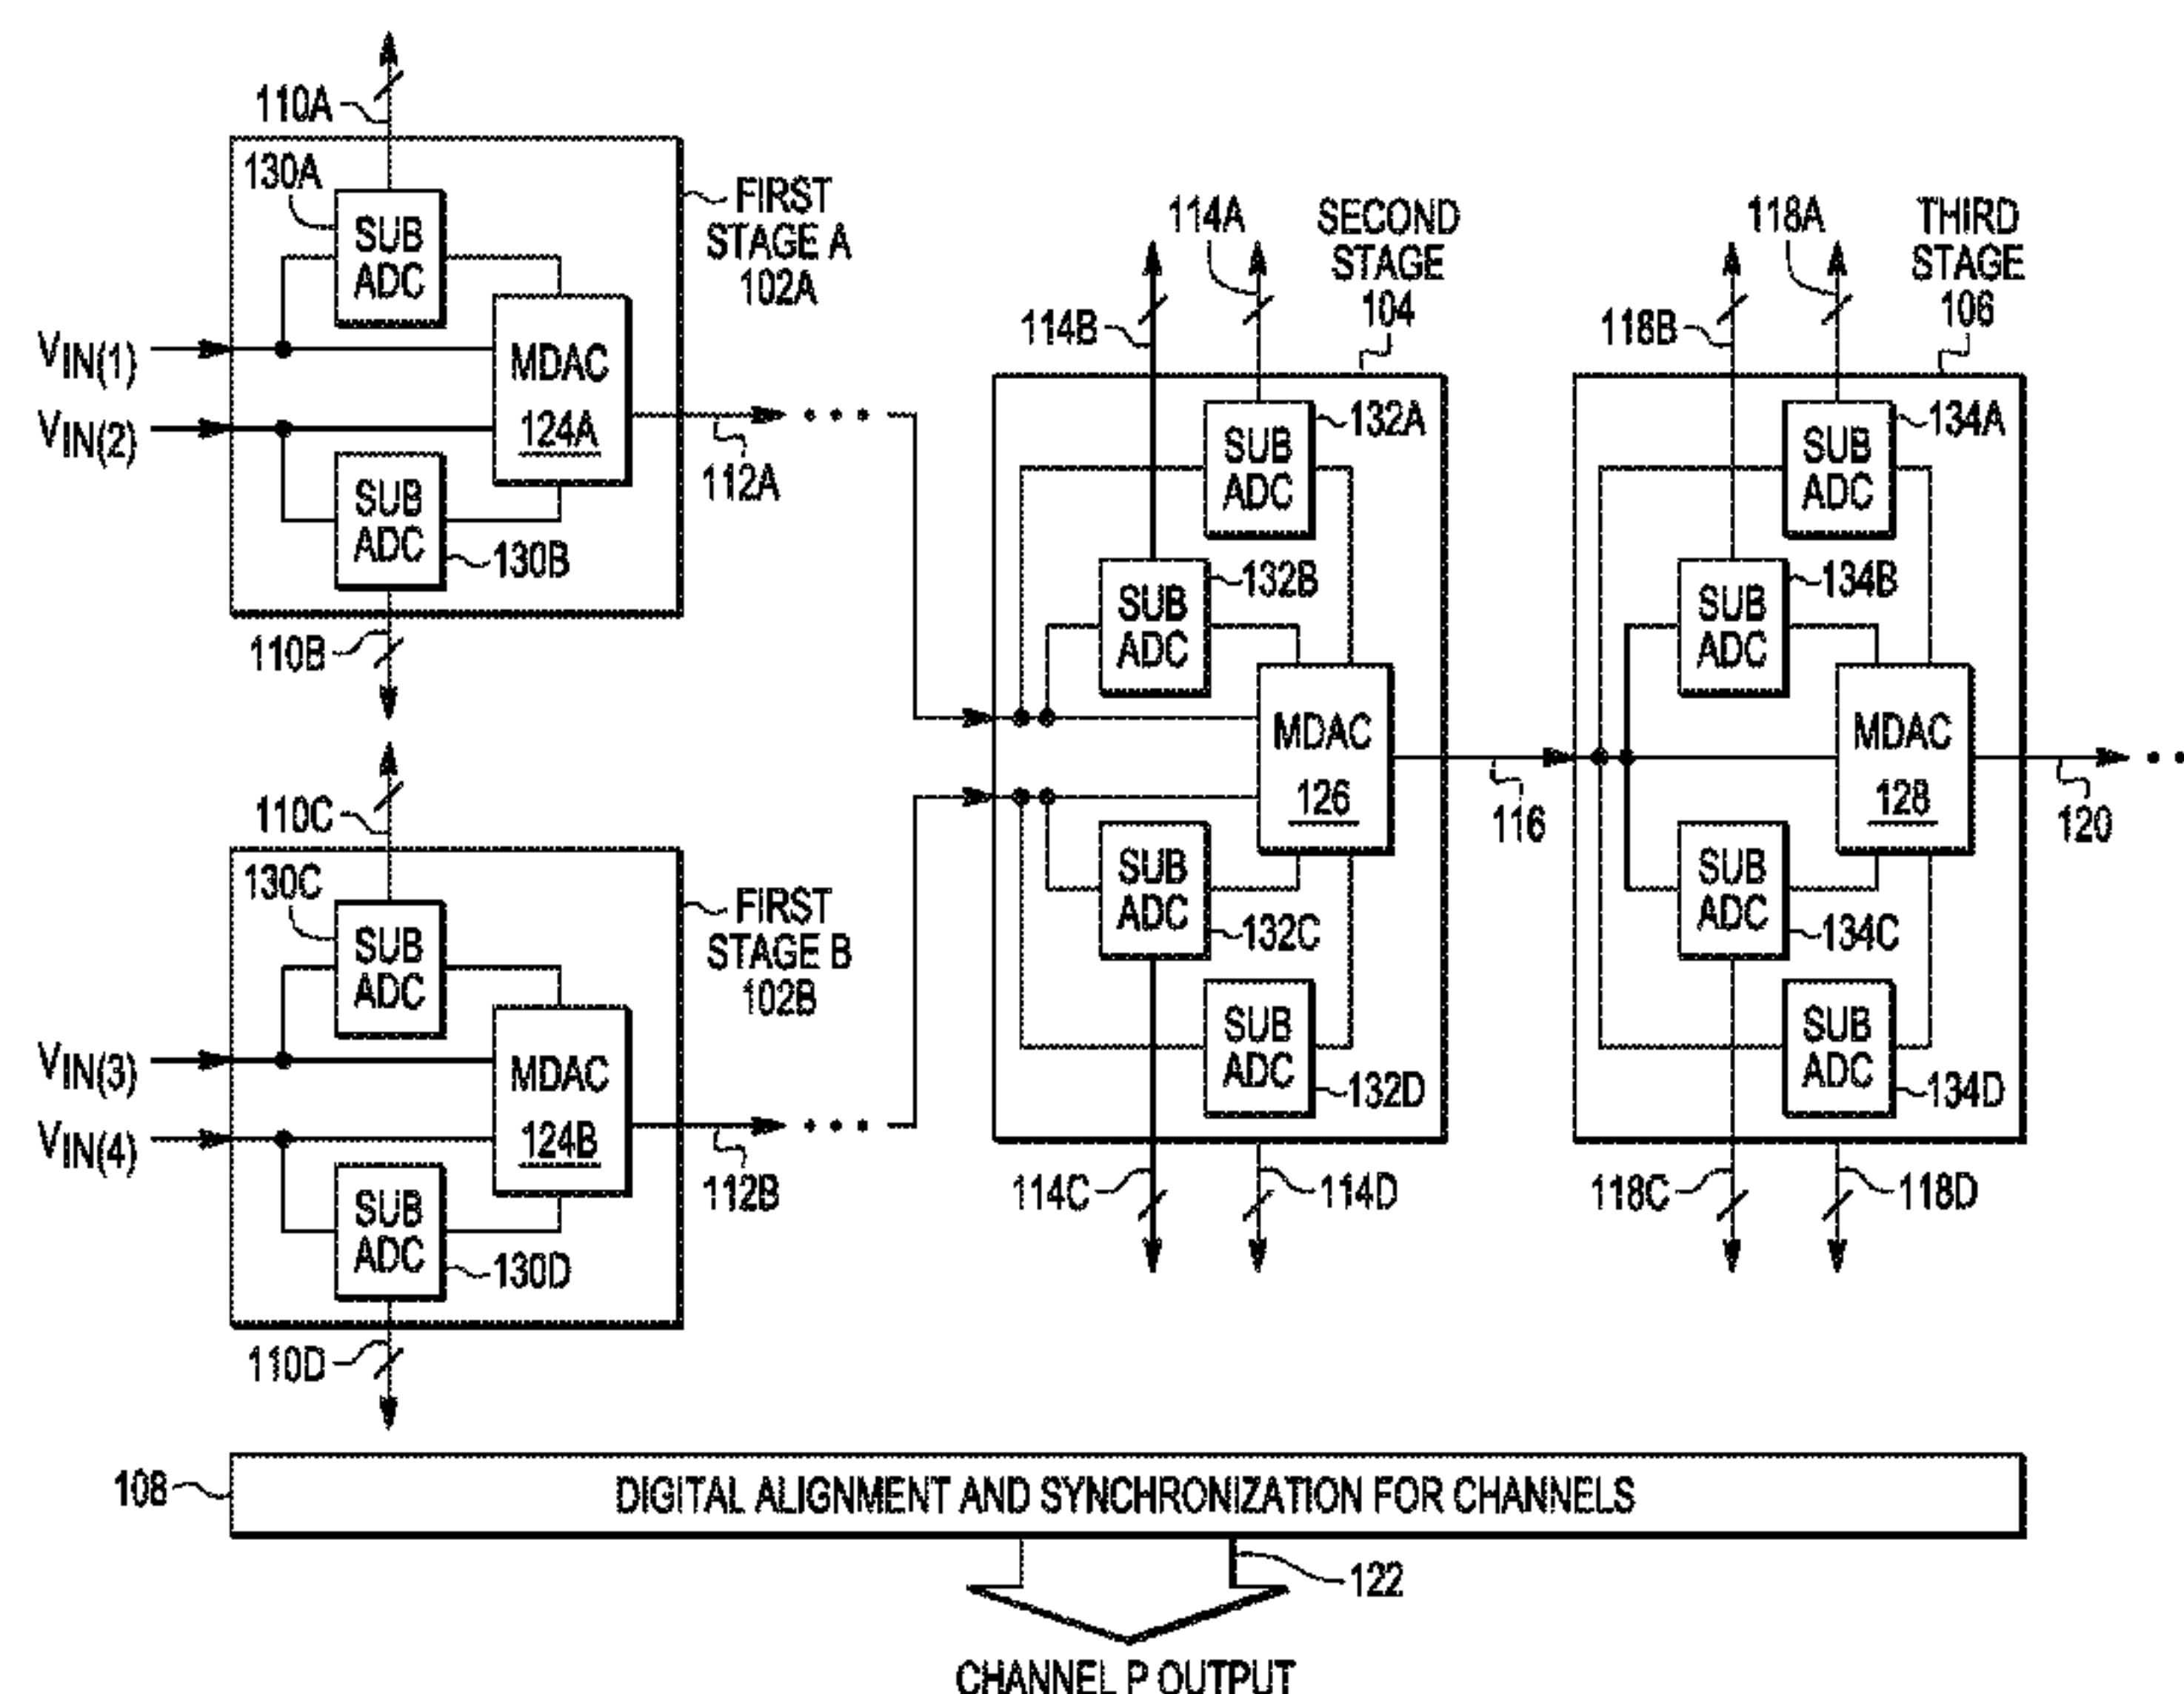 110A
130A
SUB
ADC
FIRST
STAGE A
102A
VIN(1)
VIN(2)
MDAC
124A
112A
SUB
ADC
130B
110B
110C
130C
SUB
ADC
FIRST
STAGE B
102B
VIN(3)
VIN(4)
MDAC
124B
112B
SUB
ADC
130D
110D
114A
114B
SECOND
STAGE
104
SUB
ADC
132A
SUB
ADC
132B
MDAC
126
116
SUB
ADC
132C
SUB
ADC
132D
114C
114D
118A
118B
THIRD
STAGE
106
SUB
ADC
134A
SUB
ADC
134B
MDAC
128
120
SUB
ADC
134C
SUB
ADC
134D
118C
118D
108
DIGITAL ALIGNMENT AND SYNCHRONIZATION FOR CHANNELS
122
CHANNEL P OUTPUT